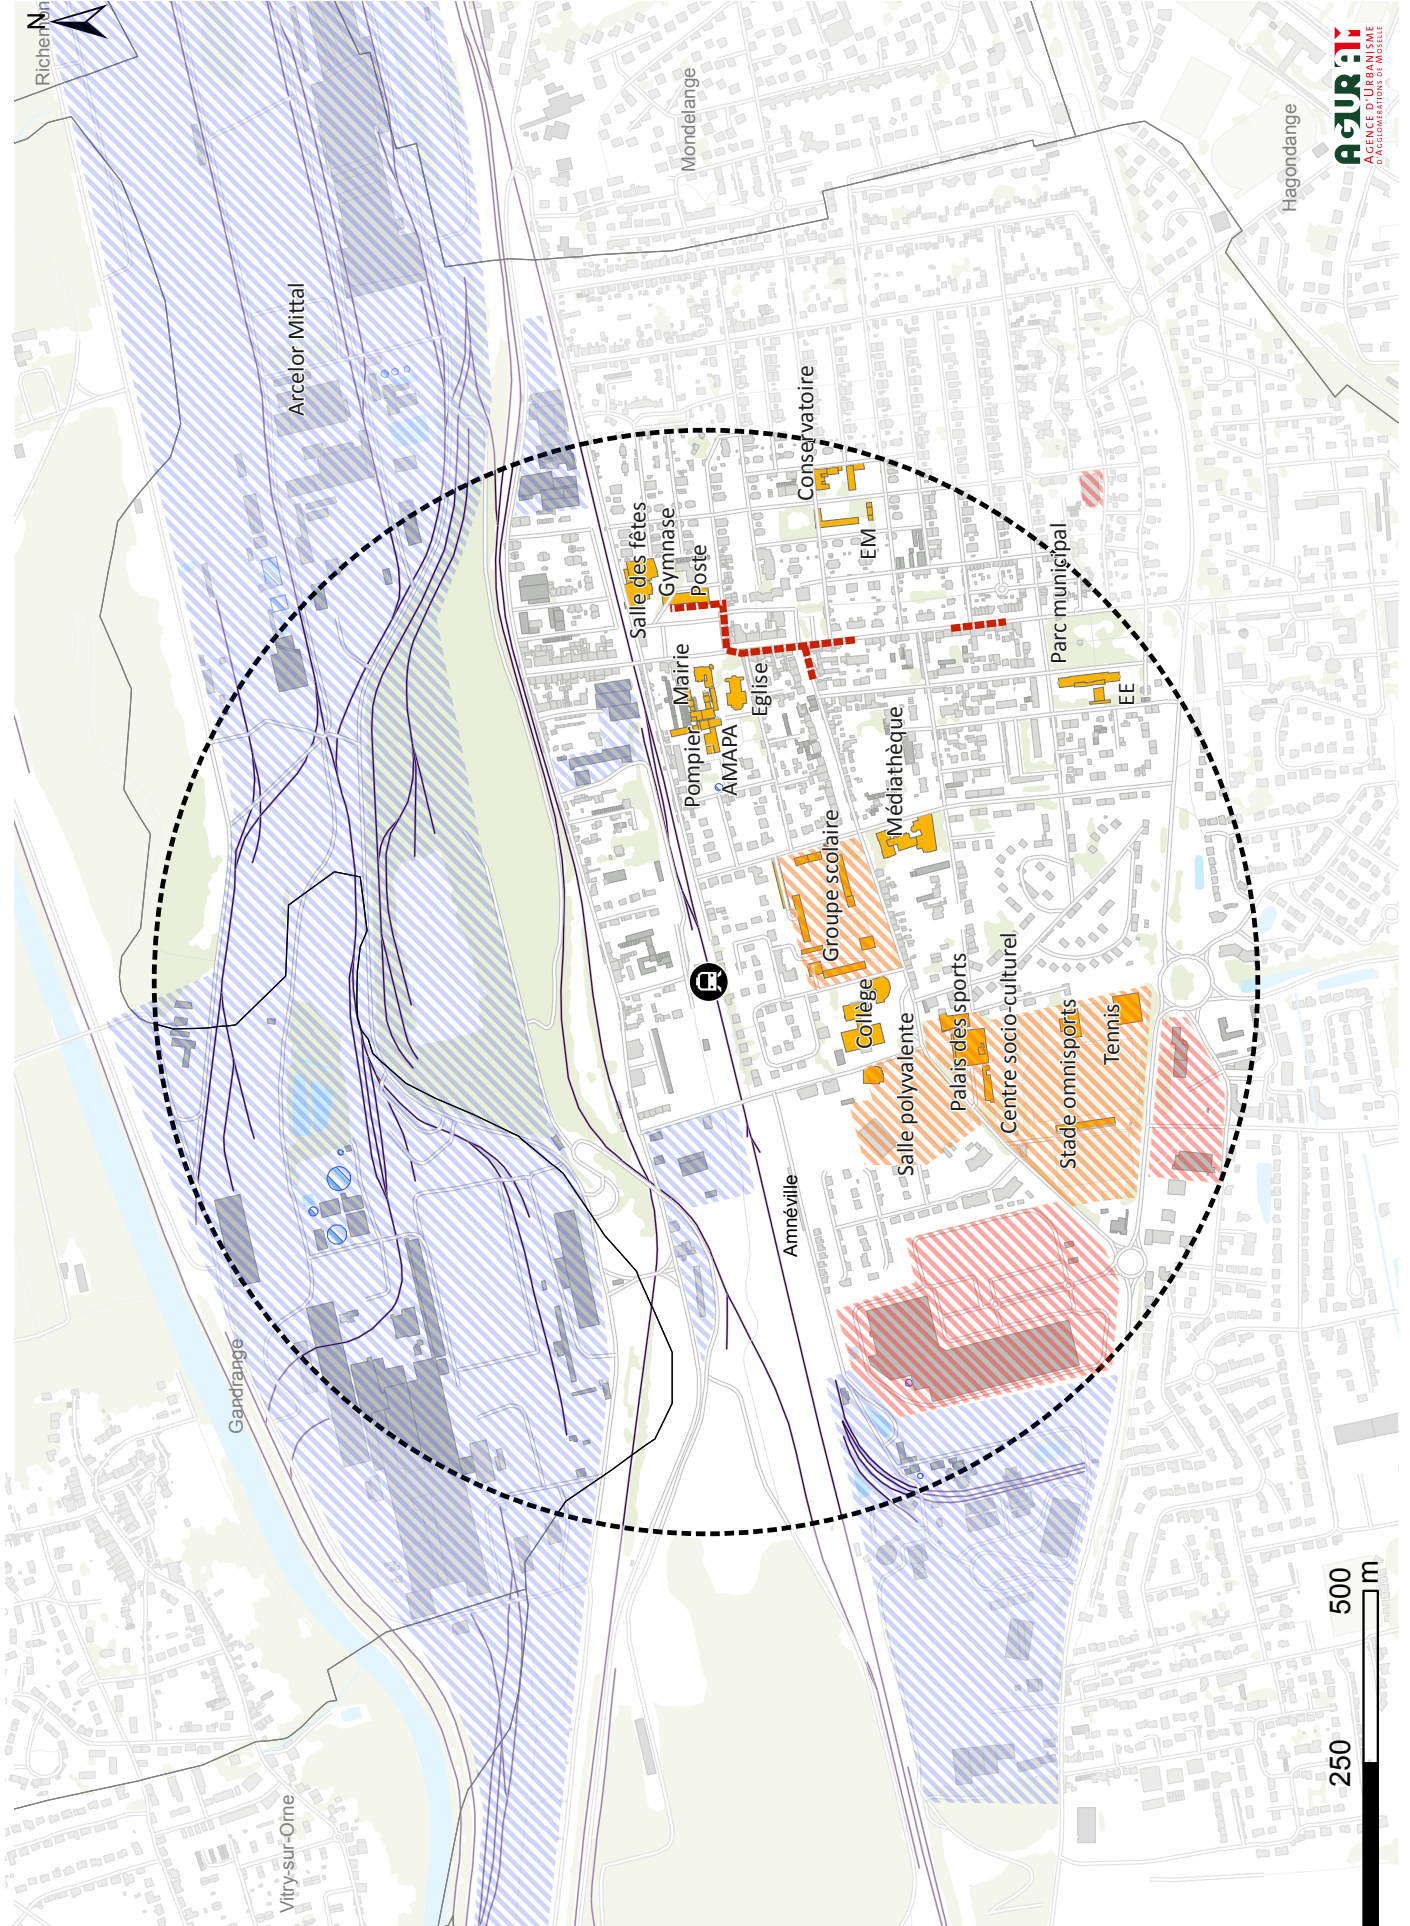 N
Richemon
Mondelange
Hagondange
AGURAM
AGENCE D'URBANISME
D'AGGLOMÉRATIONS DE MOSELLE
Arcelor Mittal
Conservatoire
Salle des fêtes
Gymnase
Poste
EM
Parc municipal
Mairie
Eglise
EE
Pompier
AMAPA
Médiathèque
Groupe scolaire
Collège
Palais des sports
Centre socio-culturel
Salle polyvalente
Stade omnisports
Tennis
Amnéville
Gandrange
Vitry-sur-Orne
250
500
m